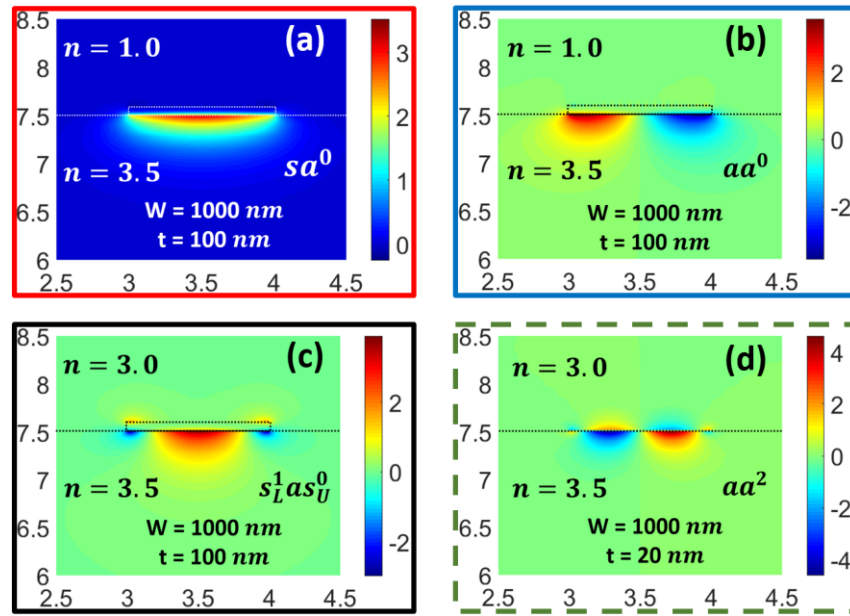 8.5
n = 1.0
(a)
3
8
2
7.5
7
n = 3.5
sa⁰
1
6.5
W = 1000 nm
t = 100 nm
0
6
2.5 3 3.5 4 4.5
8.5
n = 1.0
(b)
8
2
7.5
0
7
n = 3.5
aa⁰
6.5
W = 1000 nm
t = 100 nm
-2
6
2.5 3 3.5 4 4.5
8.5
n = 3.0
(c)
8
2
7.5
0
7
n = 3.5
s¹_L as⁰_U
6.5
W = 1000 nm
t = 100 nm
-2
6
2.5 3 3.5 4 4.5
8.5
n = 3.0
(d)
4
8
2
7.5
0
7
n = 3.5
aa²
-2
6.5
W = 1000 nm
t = 20 nm
-4
6
2.5 3 3.5 4 4.5